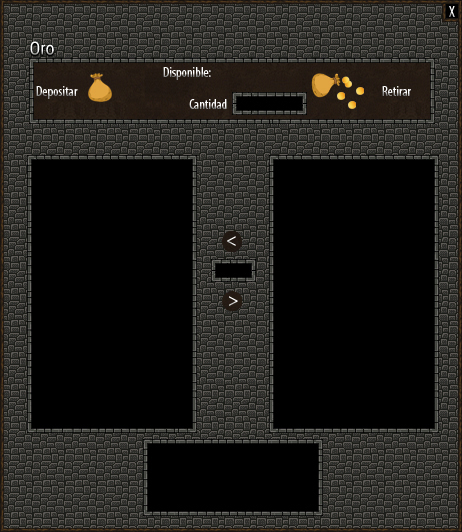 X
Oro
Disponible:
Depositar
Retirar
Cantidad
<
>